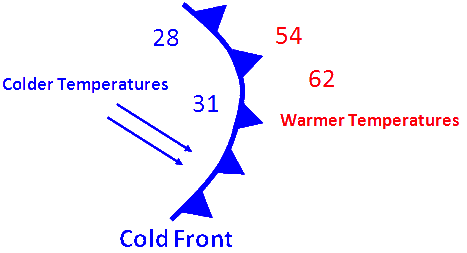 28
54
62
Colder Temperatures
31
Warmer Temperatures
Cold Front